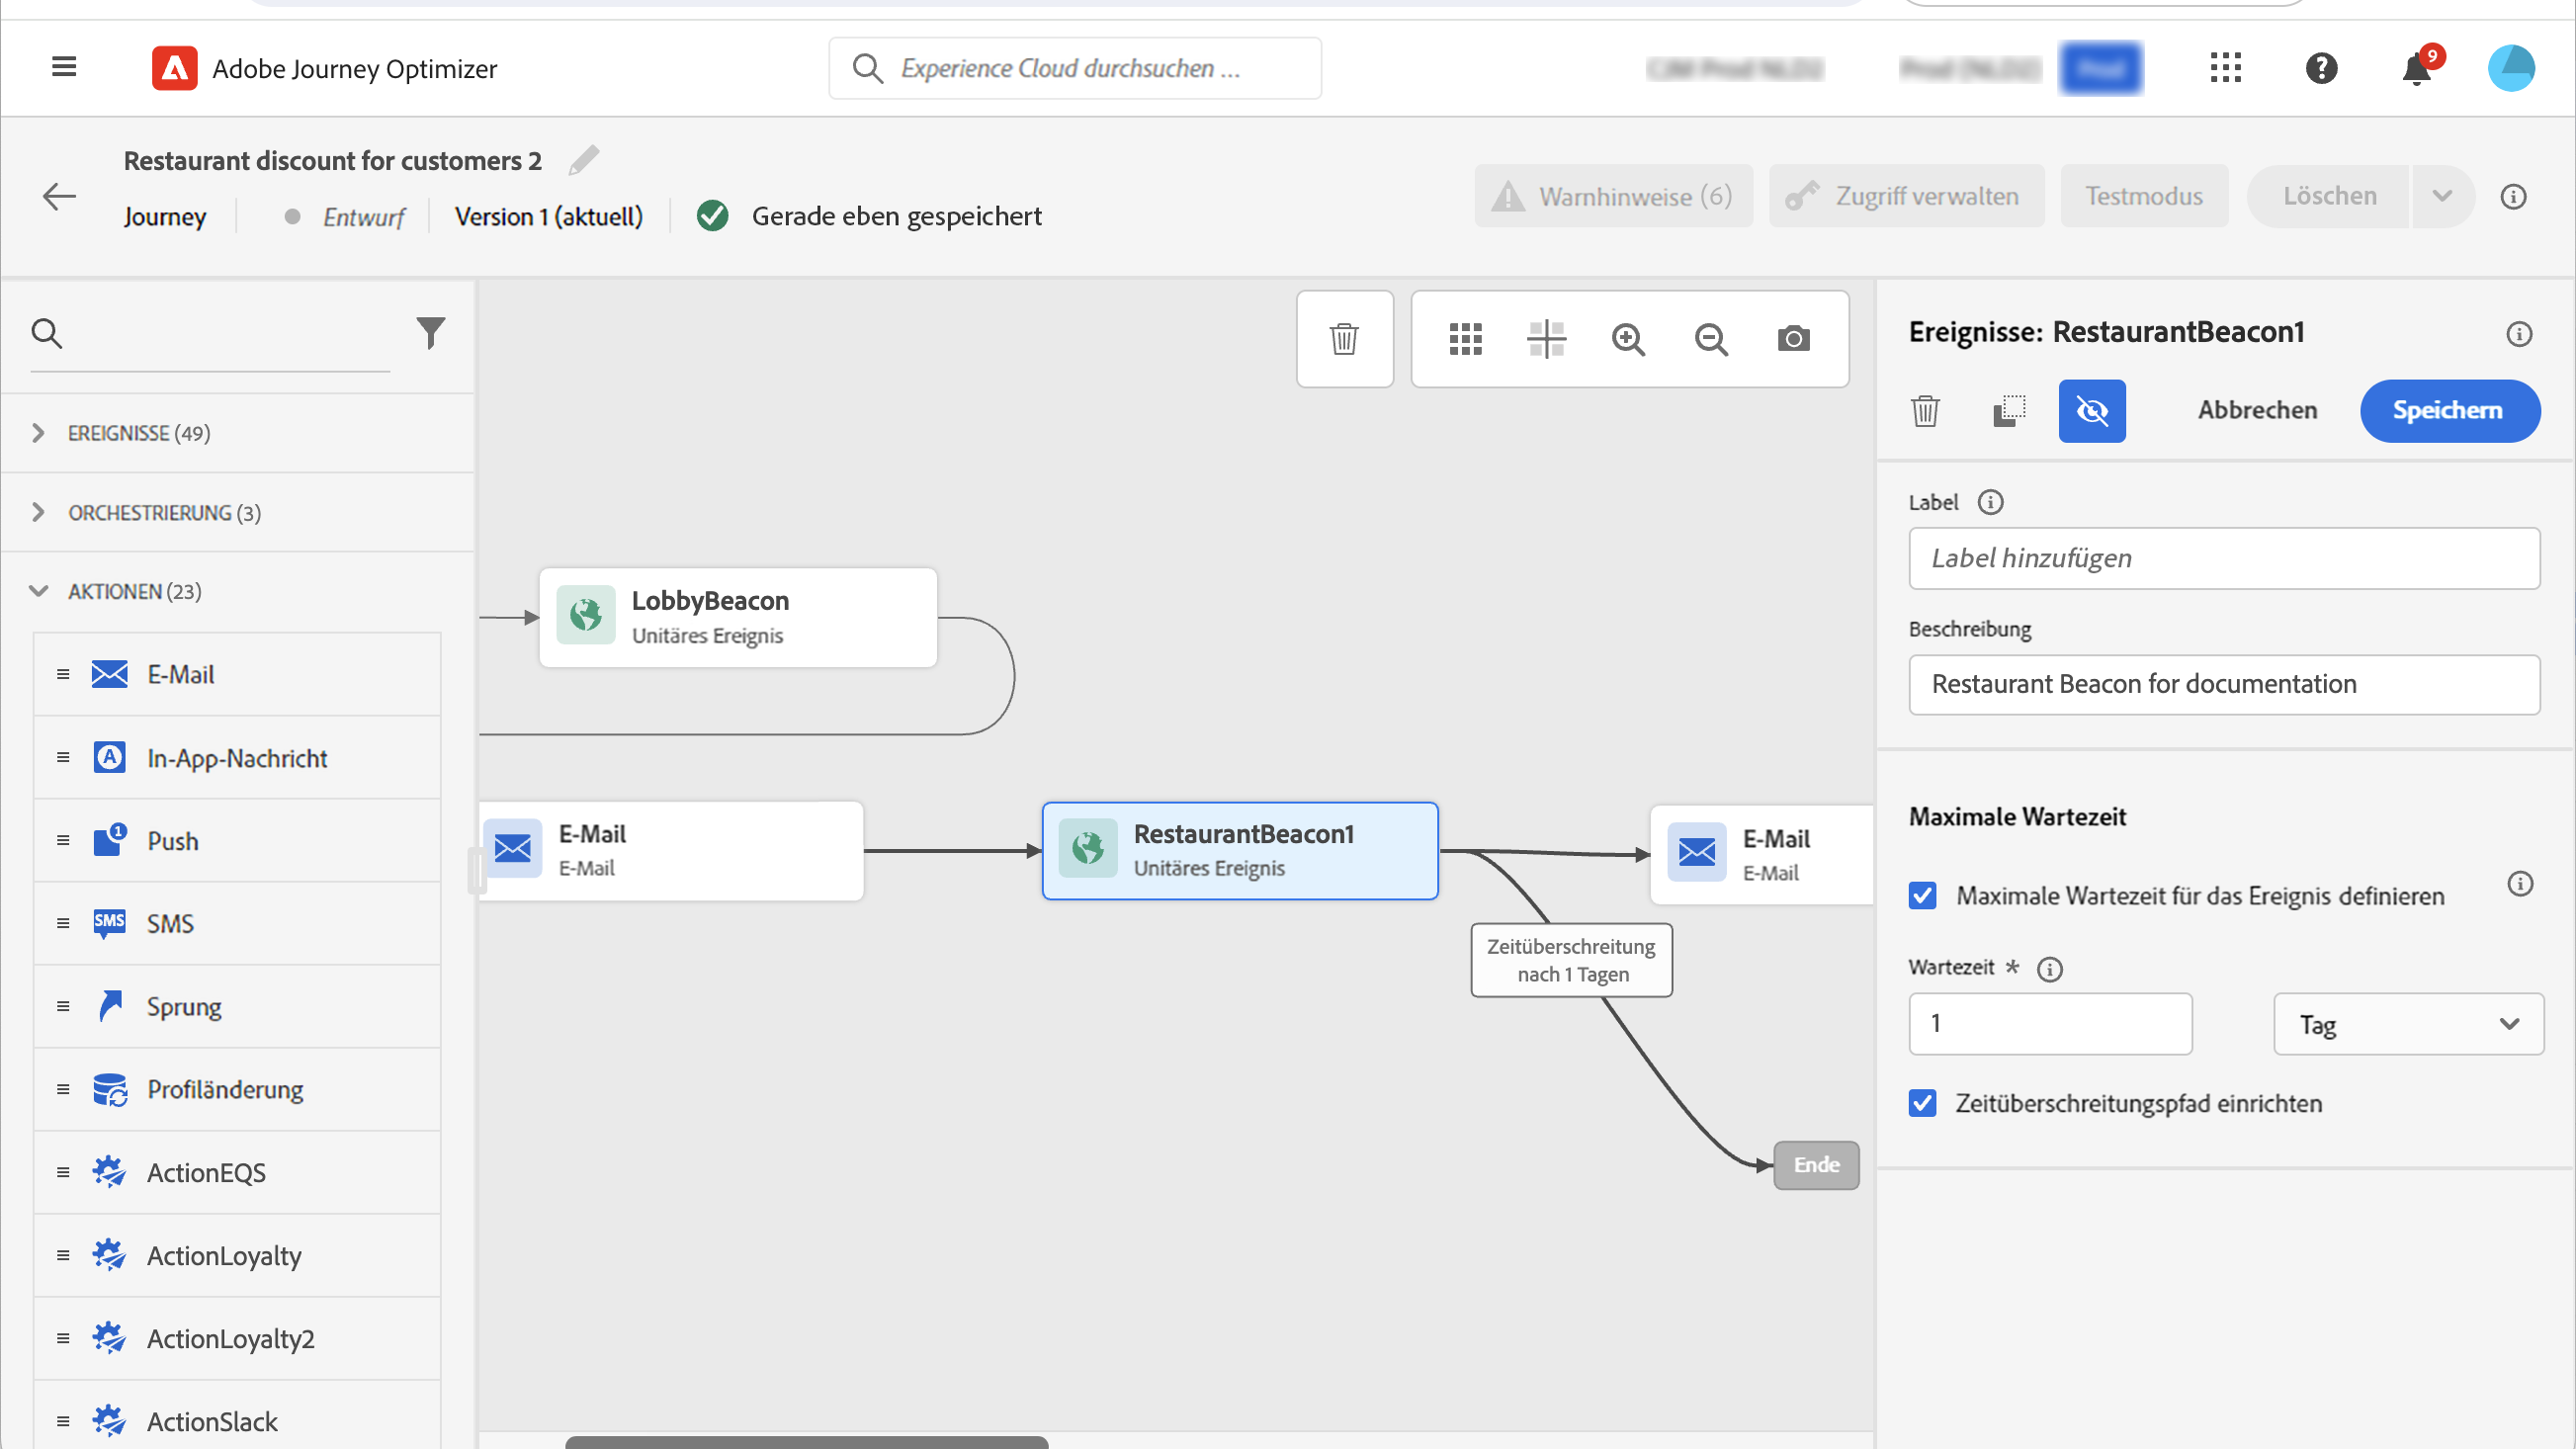 Adobe Journey Optimizer
Experience Cloud durchsuchen ...
9
Restaurant discount for customers 2
Journey
Entwurf
Version 1 (aktuell)
Gerade eben gespeichert
Warnhinweise (6)
Zugriff verwalten
Testmodus
Löschen
EREIGNISSE (49)
ORCHESTRIERUNG (3)
AKTIONEN (23)
E-Mail
In-App-Nachricht
Push
SMS
Sprung
Profiländerung
ActionEQS
ActionLoyalty
ActionLoyalty2
ActionSlack
LobbyBeacon
Unitäres Ereignis
E-Mail
E-Mail
RestaurantBeacon1
Unitäres Ereignis
E-Mail
E-Mail
Zeitüberschreitung
nach 1 Tagen
Ende
Ereignisse: RestaurantBeacon1
Abbrechen
Speichern
Label
Label hinzufügen
Beschreibung
Restaurant Beacon for documentation
Maximale Wartezeit
Maximale Wartezeit für das Ereignis definieren
Wartezeit *
1
Tag
Zeitüberschreitungspfad einrichten